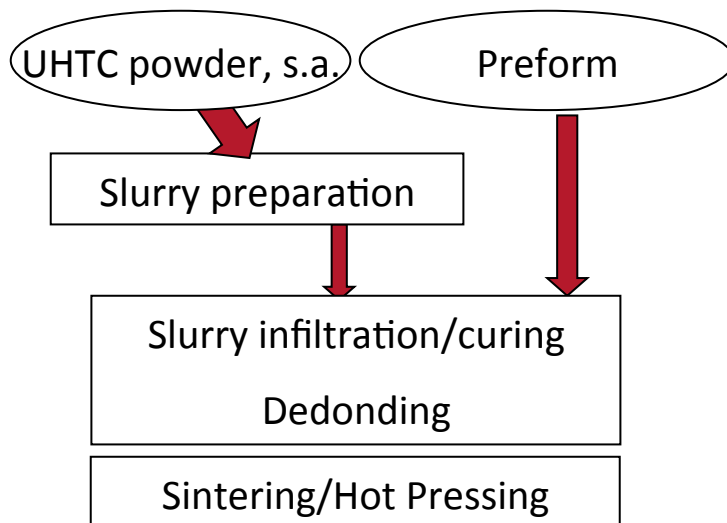 UHTC powder, s.a.
Preform
Slurry preparation
Slurry infiltration/curing
Dedonding
Sintering/Hot Pressing